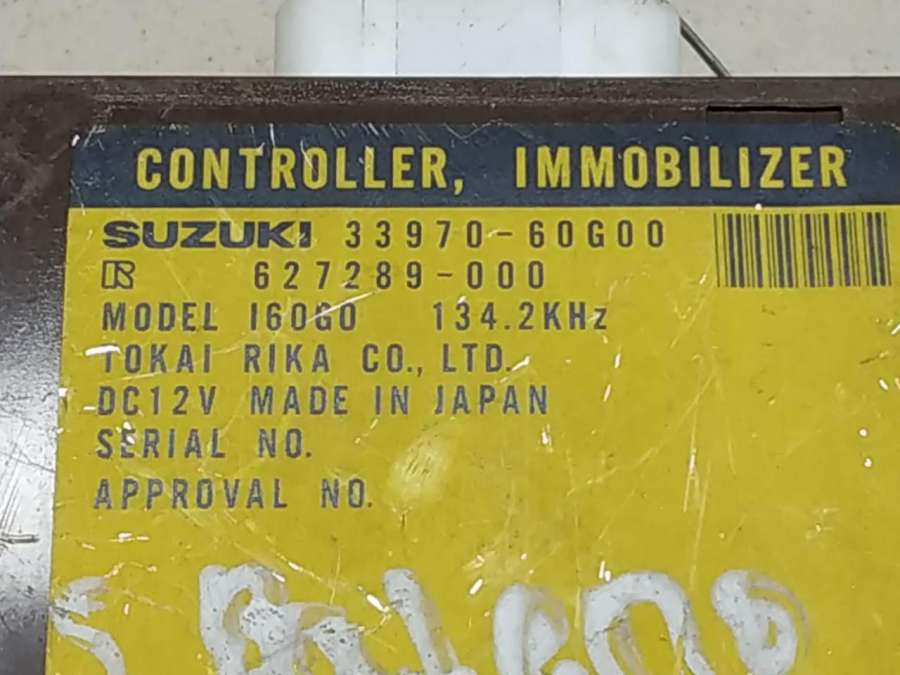 CONTROLLER, IMMOBILIZER
SUZUKI 33970-60G00
R 627289-000
MODEL I60G0 134.2KHz
TOKAI RIKA CO., LTD.
DC12V MADE IN JAPAN
SERIAL NO.
APPROVAL NO.